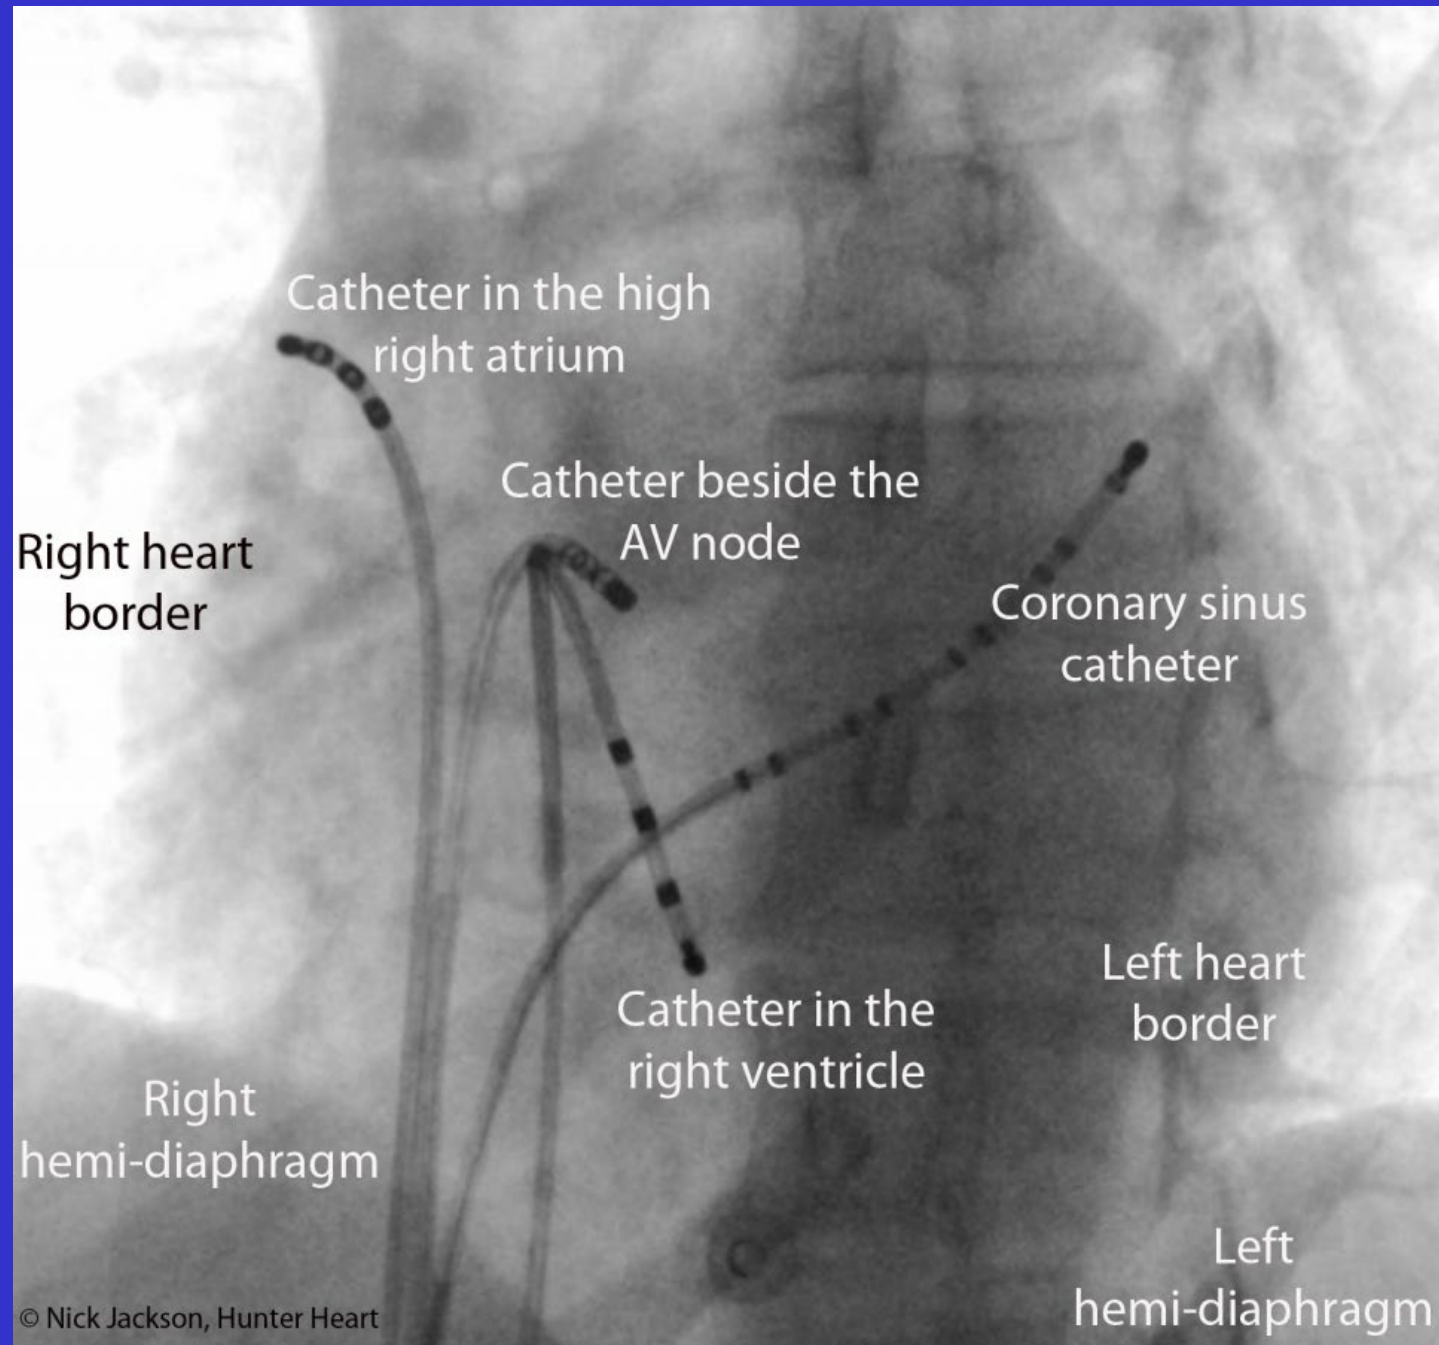 Catheter in the high
right atrium
Catheter beside the
AV node
Right heart
border
Coronary sinus
catheter
Left heart
border
Catheter in the
right ventricle
Right
hemi-diaphragm
Left
hemi-diaphragm
© Nick Jackson, Hunter Heart